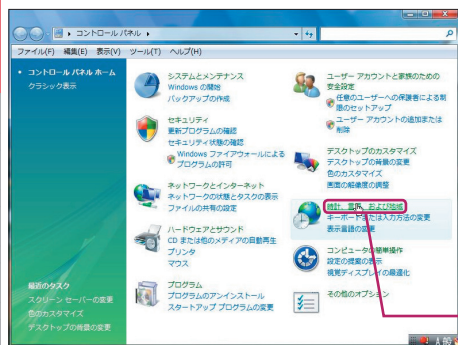 コントロール パネル
ファイル(F) 編集(E) 表示(V) ツール(T) ヘルプ(H)
コントロール パネル ホーム
クラシック表示
システムとメンテナンス
Windows の開始
バックアップの作成
セキュリティ
更新プログラムの確認
セキュリティ状態の確認
Windows ファイアウォールによる
プログラムの許可
ネットワークとインターネット
ネットワークの状態とタスクの表示
ファイルの共有の設定
ハードウェアとサウンド
CD または他のメディアの自動再生
プリンタ
マウス
プログラム
プログラムのアンインストール
スタートアップ プログラムの変更
ユーザー アカウントと家族のための
安全設定
任意のユーザーへの保護者による制
限のセットアップ
ユーザー アカウントの追加または
削除
デスクトップのカスタマイズ
デスクトップの背景の変更
色のカスタマイズ
画面の解像度の調整
時計、言語、および地域
キーボードまたは入力方法の変更
表示言語の変更
コンピュータの簡単操作
設定の提案の表示
視覚ディスプレイの最適化
その他のオプション
最近のタスク
スクリーン セーバーの変更
色のカスタマイズ
デスクトップの背景の変更
A 般